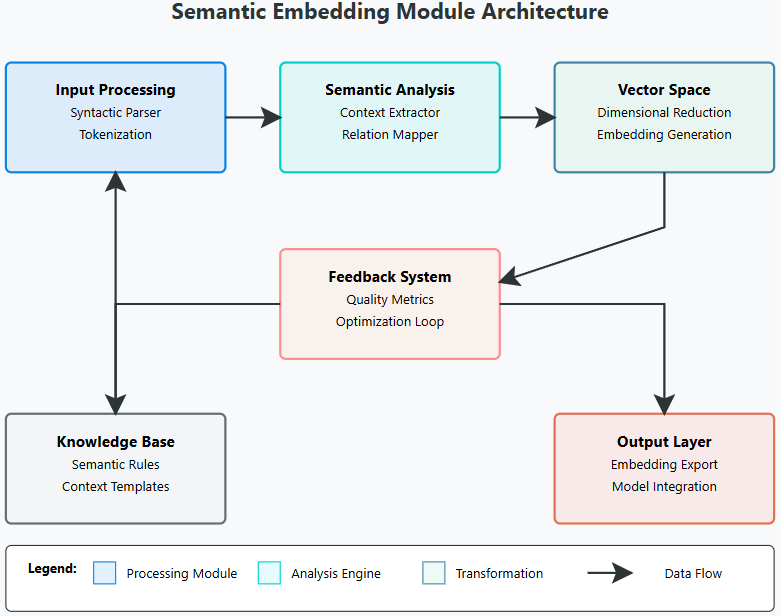 Semantic Embedding Module Architecture
Input Processing
Syntactic Parser
Tokenization
Semantic Analysis
Context Extractor
Relation Mapper
Vector Space
Dimensional Reduction
Embedding Generation
Feedback System
Quality Metrics
Optimization Loop
Knowledge Base
Semantic Rules
Context Templates
Output Layer
Embedding Export
Model Integration
Legend:
Processing Module
Analysis Engine
Transformation
Data Flow